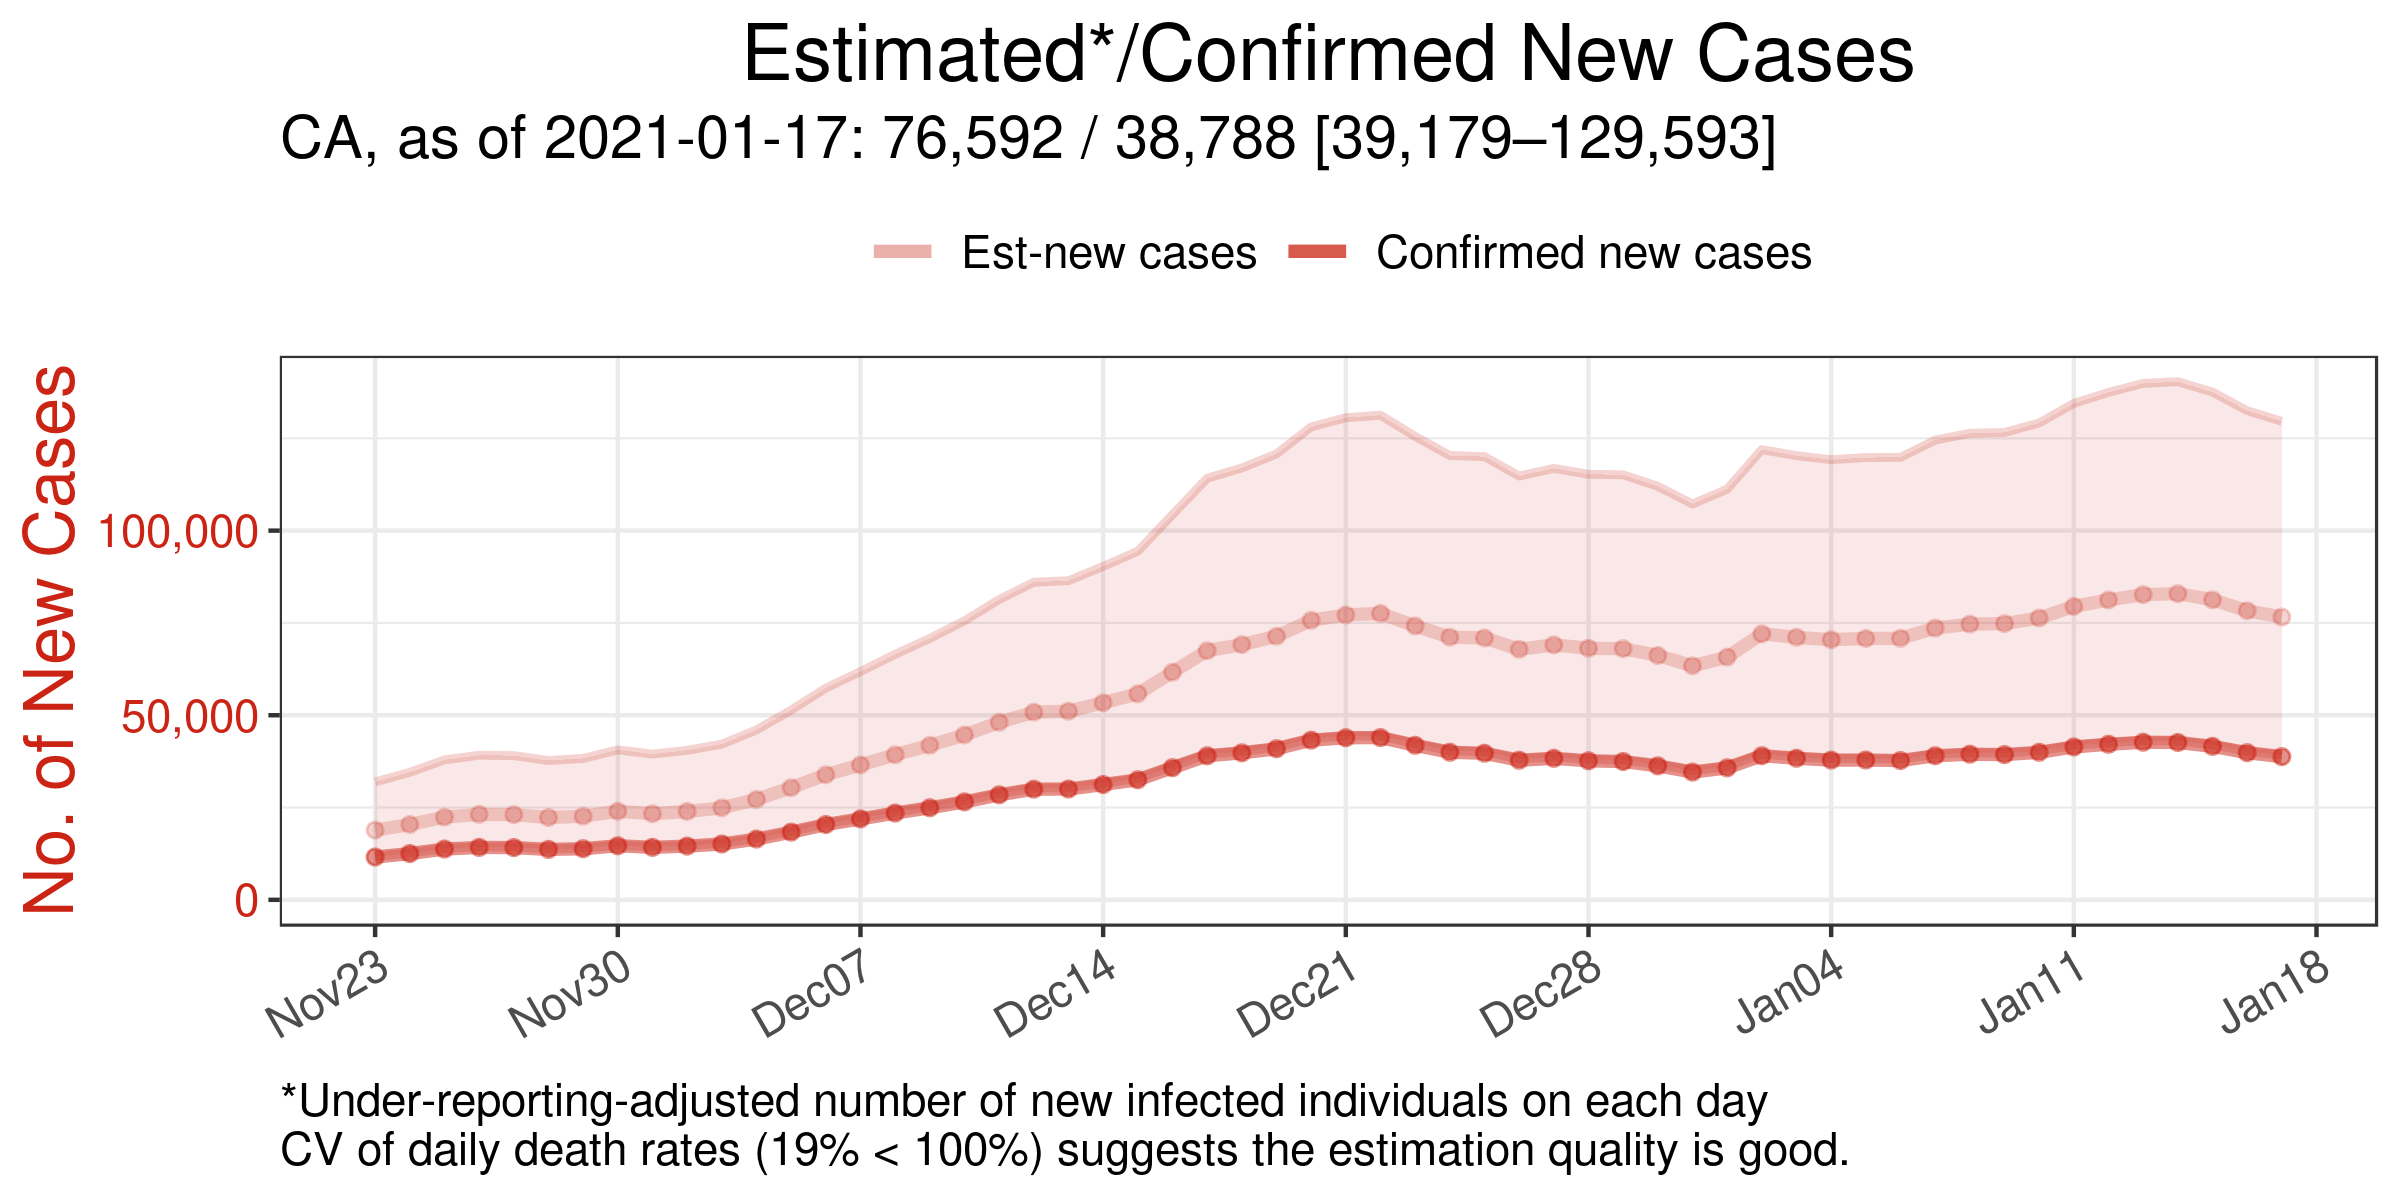 Estimated*/Confirmed New Cases
CA, as of 2021-01-17: 76,592 / 38,788 [39,179–129,593]
Est-new cases
Confirmed new cases
No. of New Cases
100,000
50,000
0
Nov23
Nov30
Dec07
Dec14
Dec21
Dec28
Jan04
Jan11
Jan18
*Under-reporting-adjusted number of new infected individuals on each day
CV of daily death rates (19% < 100%) suggests the estimation quality is good.